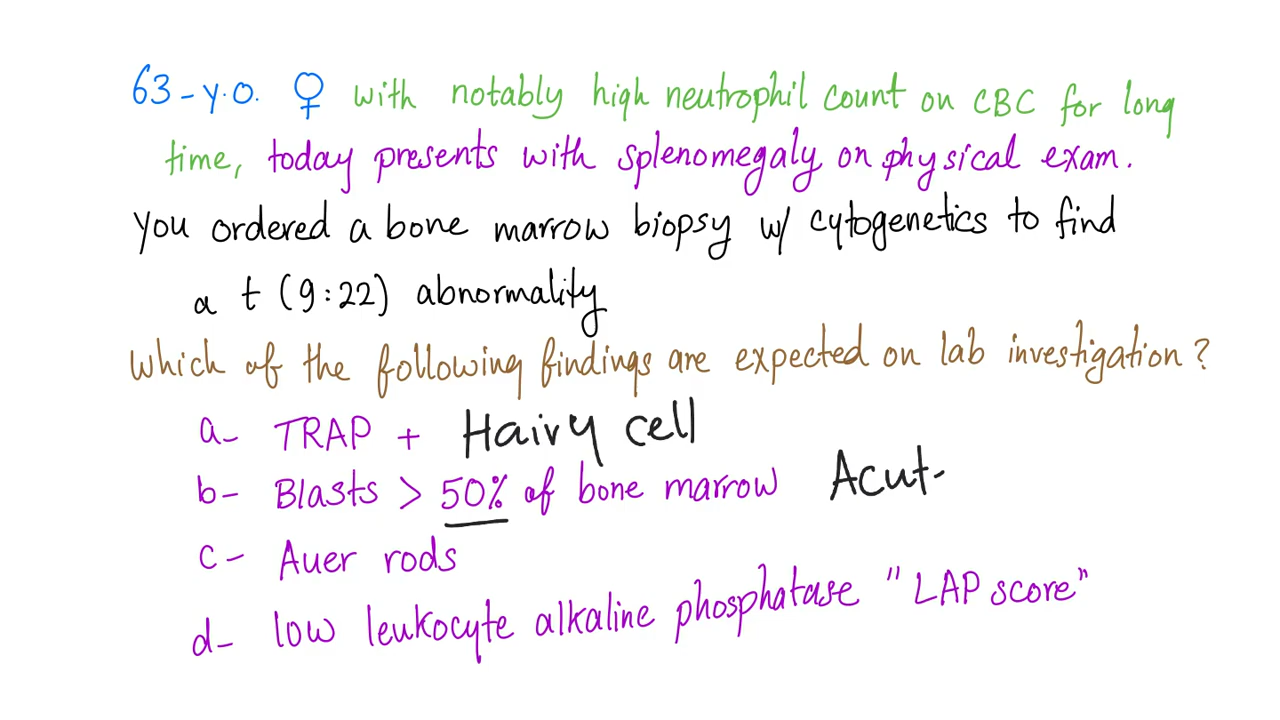 63-y.o. ♀ with notably high neutrophil count on CBC for long
time, today presents with splenomegaly on physical exam.
You ordered a bone marrow biopsy w/ cytogenetics to find
a t (9:22) abnormality
Which of the following findings are expected on lab investigation?
a- TRAP + Hairy cell
b- Blasts > 50% of bone marrow Acut-
c- Auer rods
d- low leukocyte alkaline phosphatase "LAP score"